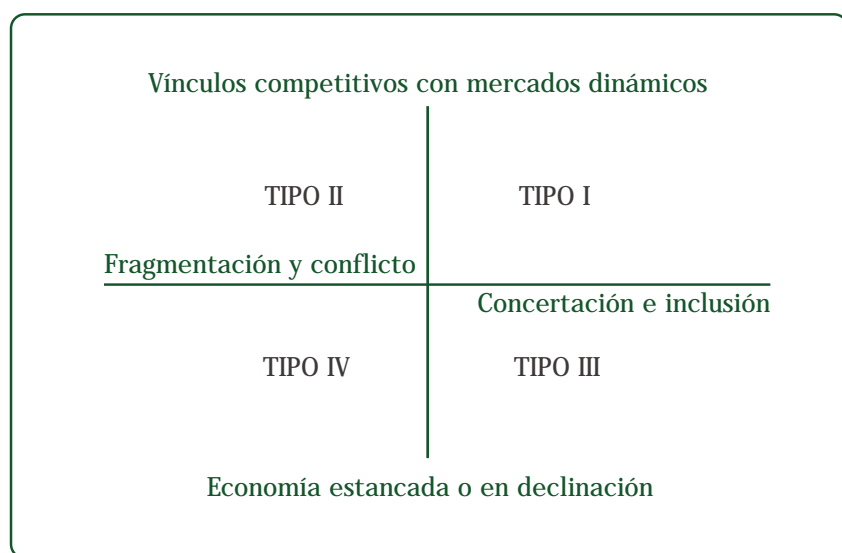 Vínculos competitivos con mercados dinámicos
TIPO II
TIPO I
Fragmentación y conflicto
Concertación e inclusión
TIPO IV
TIPO III
Economía estancada o en declinación